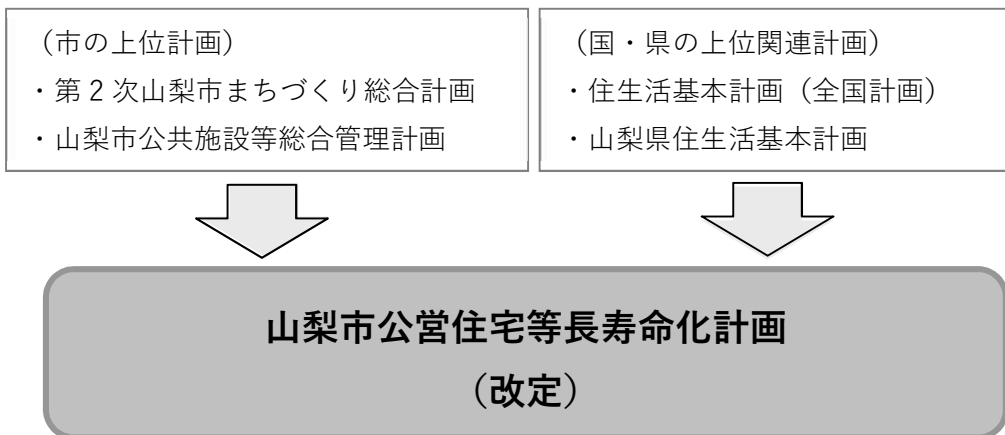 （市の上位計画）
・第２次山梨市まちづくり総合計画
・山梨市公共施設等総合管理計画
（国・県の上位関連計画）
・住生活基本計画（全国計画）
・山梨県住生活基本計画
山梨市公営住宅等長寿命化計画
（改定）